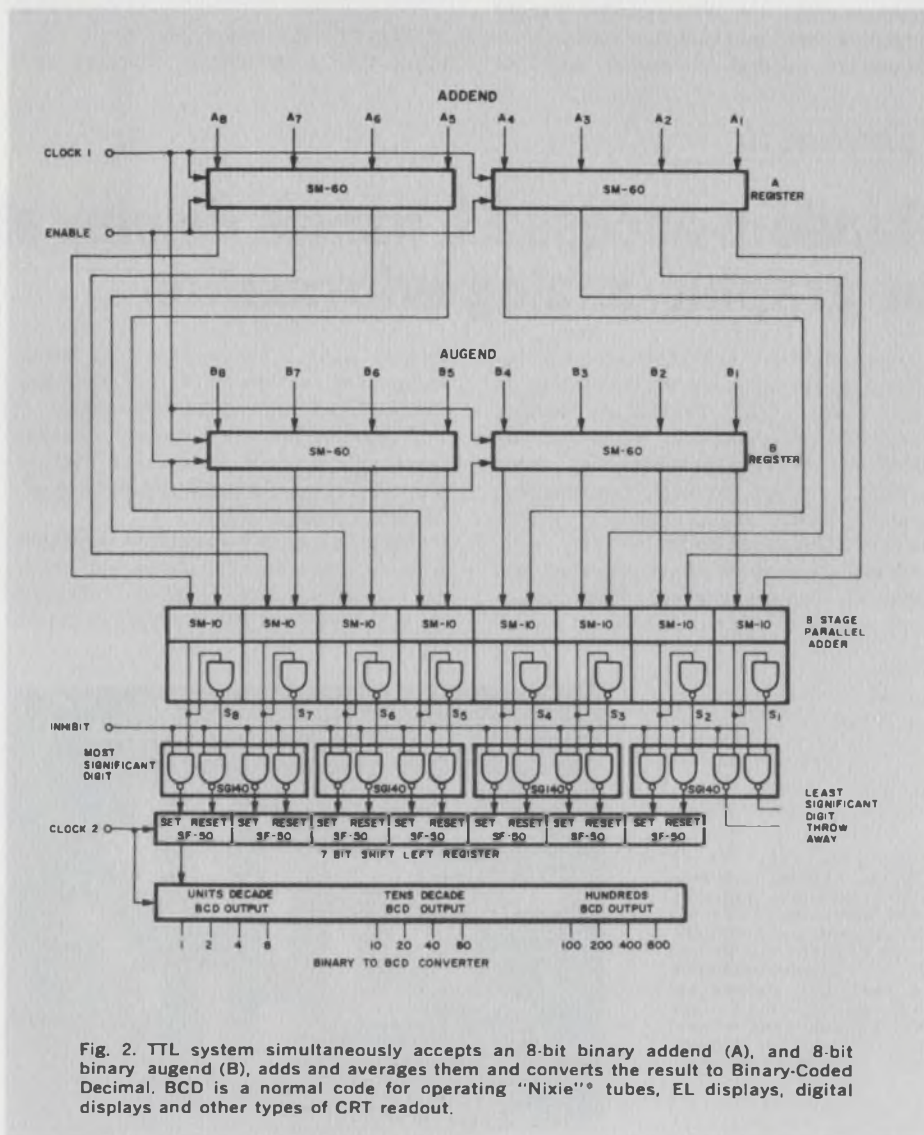 ADDEND
A8 A7 A6 A5 A4 A3 A2 A1
CLOCK 1
SM-60 SM-60
A
REGISTER
ENABLE
AUGEND
B8 B7 B6 B5 B4 B3 B2 B1
SM-60 SM-60
B
REGISTER
SM-10 SM-10 SM-10 SM-10 SM-10 SM-10 SM-10 SM-10
8 STAGE
PARALLEL
ADDER
S8 S7 S6 S5 S4 S3 S2 S1
INHIBIT
MOST
SIGNIFICANT
DIGIT
SG140 SG140 SG140 SG140
LEAST
SIGNIFICANT
DIGIT
THROW
AWAY
CLOCK 2
SET RESET SET RESET SET RESET SET RESET SET RESET SET RESET SET RESET
SF-50 SF-50 SF-50 SF-50 SF-50 SF-50 SF-50
7 BIT SHIFT LEFT REGISTER
UNITS DECADE TENS DECADE HUNDREDS
BCD OUTPUT BCD OUTPUT BCD OUTPUT
1 2 4 8 10 20 40 80 100 200 400 800
BINARY TO BCD CONVERTER
Fig. 2. TTL system simultaneously accepts an 8-bit binary addend (A), and 8-bit
binary augend (B), adds and averages them and converts the result to Binary-Coded
Decimal. BCD is a normal code for operating "Nixie"® tubes, EL displays, digital
displays and other types of CRT readout.